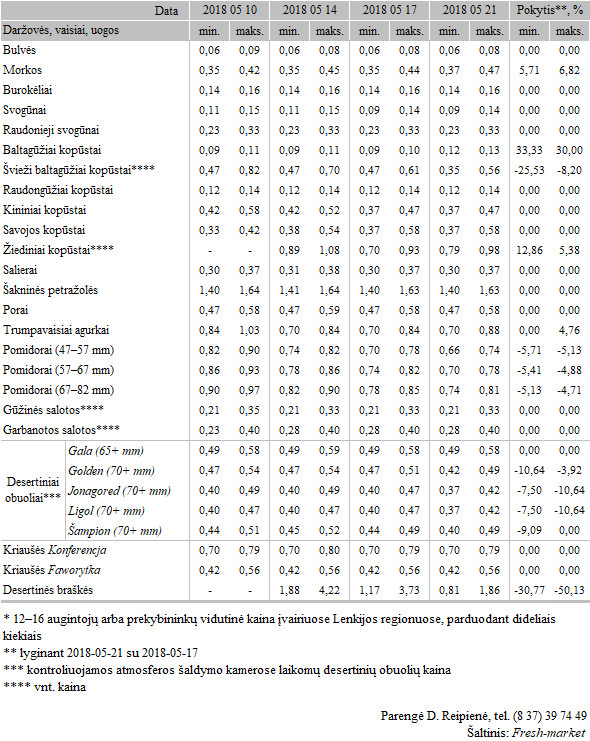 Data 2018 05 10 2018 05 14 2018 05 17 2018 05 21 Pokytis**, %
Daržovės, vaisiai, uogos min. maks. min. maks. min. maks. min. maks. min. maks.
Bulvės 0,06 0,09 0,06 0,08 0,06 0,08 0,06 0,08 0,00 0,00
Morkos 0,35 0,42 0,35 0,45 0,35 0,44 0,37 0,47 5,71 6,82
Burokėliai 0,14 0,16 0,14 0,16 0,14 0,16 0,14 0,16 0,00 0,00
Svogūnai 0,11 0,15 0,11 0,15 0,09 0,14 0,09 0,14 0,00 0,00
Raudonieji svogūnai 0,23 0,33 0,23 0,33 0,23 0,33 0,23 0,33 0,00 0,00
Baltagūžiai kopūstai 0,09 0,11 0,09 0,11 0,09 0,10 0,12 0,13 33,33 30,00
Švieži baltagūžiai kopūstai**** 0,47 0,82 0,47 0,70 0,47 0,61 0,35 0,56 -25,53 -8,20
Raudongūžiai kopūstai 0,12 0,14 0,12 0,14 0,12 0,14 0,12 0,14 0,00 0,00
Kininiai kopūstai 0,42 0,58 0,42 0,52 0,37 0,47 0,37 0,47 0,00 0,00
Savojos kopūstai 0,33 0,42 0,38 0,54 0,37 0,58 0,37 0,58 0,00 0,00
Žiediniai kopūstai**** - - 0,89 1,08 0,70 0,93 0,79 0,98 12,86 5,38
Salierai 0,30 0,37 0,31 0,38 0,30 0,37 0,30 0,37 0,00 0,00
Šakninės petražolės 1,40 1,64 1,41 1,64 1,40 1,63 1,40 1,63 0,00 0,00
Porai 0,47 0,58 0,47 0,59 0,47 0,58 0,47 0,58 0,00 0,00
Trumpavaisiai agurkai 0,84 1,03 0,70 0,84 0,70 0,84 0,70 0,88 0,00 4,76
Pomidorai (47–57 mm) 0,82 0,90 0,74 0,82 0,70 0,78 0,66 0,74 -5,71 -5,13
Pomidorai (57–67 mm) 0,86 0,93 0,78 0,86 0,74 0,82 0,70 0,78 -5,41 -4,88
Pomidorai (67–82 mm) 0,90 0,97 0,82 0,90 0,78 0,85 0,74 0,81 -5,13 -4,71
Gūžinės salotos**** 0,21 0,35 0,21 0,33 0,21 0,33 0,21 0,33 0,00 0,00
Garbanotos salotos**** 0,23 0,40 0,28 0,40 0,28 0,40 0,28 0,40 0,00 0,00
Desertiniai obuoliai*** Gala (65+ mm) 0,49 0,58 0,49 0,59 0,49 0,58 0,49 0,58 0,00 0,00
Golden (70+ mm) 0,47 0,54 0,47 0,54 0,47 0,51 0,42 0,49 -10,64 -3,92
Jonagored (70+ mm) 0,40 0,49 0,40 0,49 0,40 0,47 0,37 0,42 -7,50 -10,64
Ligol (70+ mm) 0,40 0,47 0,40 0,47 0,40 0,47 0,37 0,42 -7,50 -10,64
Šampion (70+ mm) 0,44 0,51 0,45 0,52 0,44 0,49 0,40 0,49 -9,09 0,00
Kriaušės Konferencja 0,70 0,79 0,70 0,80 0,70 0,79 0,70 0,79 0,00 0,00
Kriaušės Faworytka 0,42 0,56 0,42 0,56 0,42 0,56 0,42 0,56 0,00 0,00
Desertinės braškės - - 1,88 4,22 1,17 3,73 0,81 1,86 -30,77 -50,13
* 12–16 augintojų arba prekybininkų vidutinė kaina įvairiuose Lenkijos regionuose, parduodant dideliais
kiekiais
** lyginant 2018-05-21 su 2018-05-17
*** kontroliuojamos atmosferos šaldymo kamerose laikomų desertinių obuolių kaina
**** vnt. kaina
Parengė D. Reipienė, tel. (8 37) 39 74 49
Šaltinis: Fresh-market